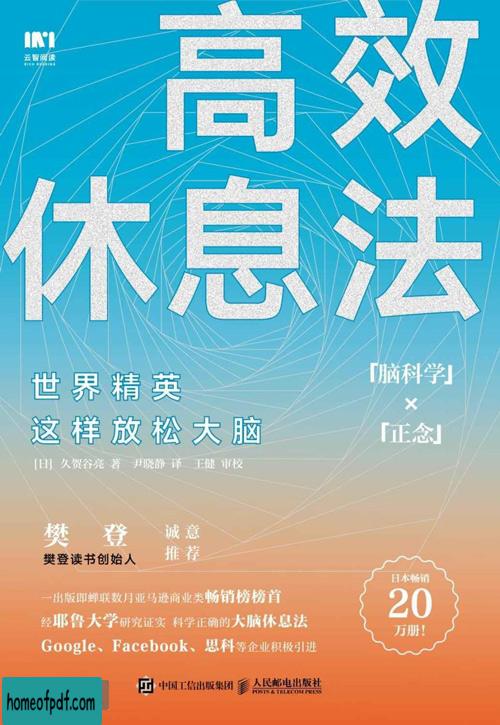 云智阅读
RICH READING
高效
休息法
世界精英
这样放松大脑
「脑科学」
×
「正念」
[日] 久贺谷亮 著 尹晓静 译 王健 审校
樊登
樊登读书创始人
诚意
推荐
一出版即蝉联数月亚马逊商业类畅销榜榜首
经耶鲁大学研究证实 科学正确的大脑休息法
Google、Facebook、思科等企业积极引进
日本畅销
20
万册!
中国工信出版集团
人民邮电出版社
POSTS & TELECOM PRESS
homeofpdf.com